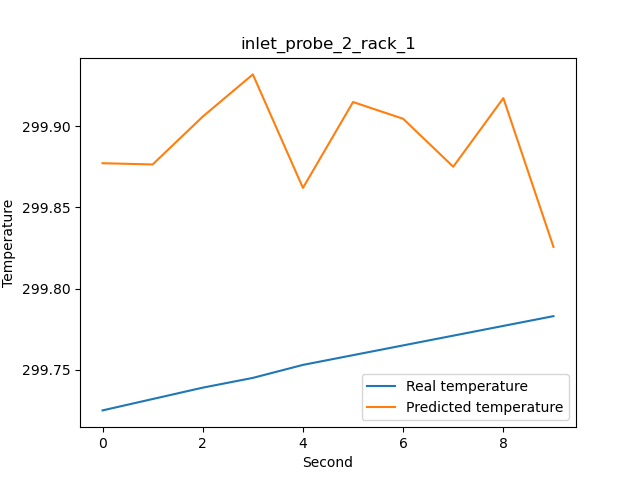 inlet_probe_2_rack_1
Temperature
299.90
299.85
299.80
299.75
Real temperature
Predicted temperature
0 2 4 6 8
Second